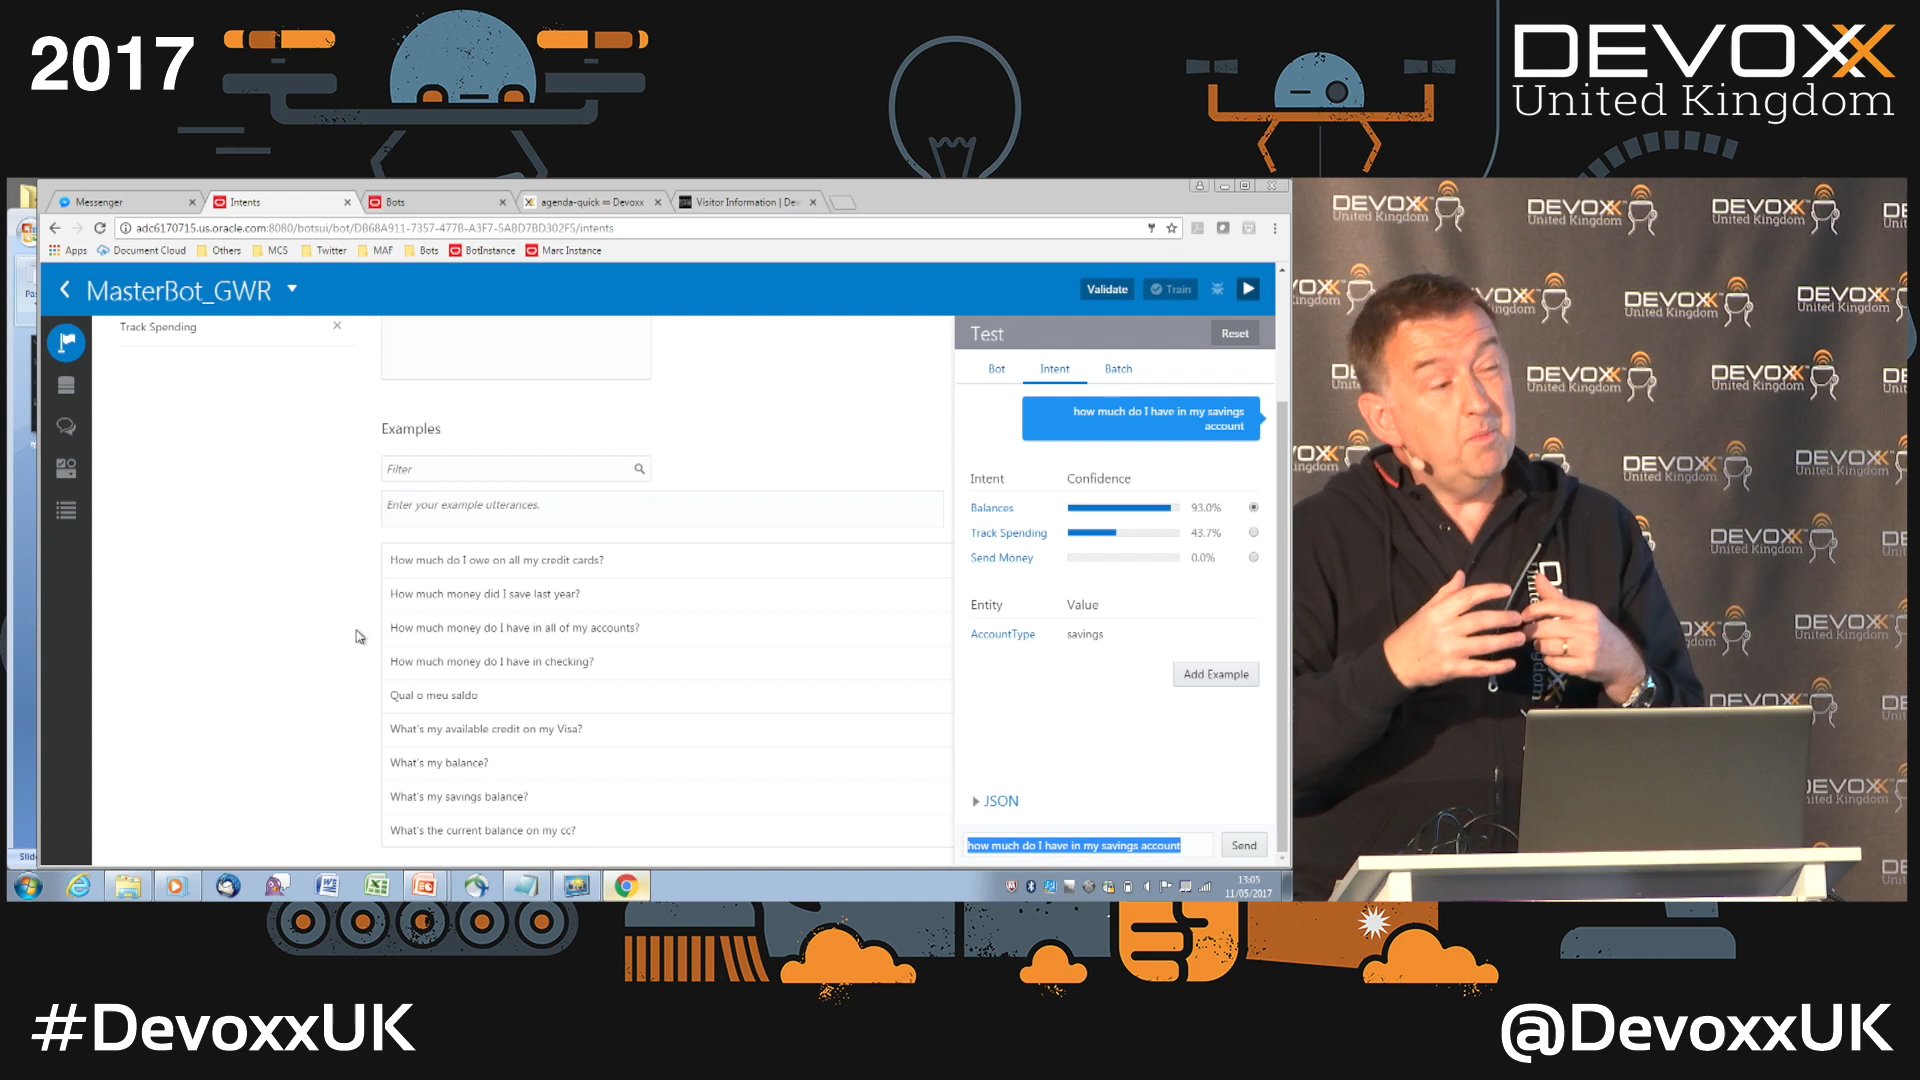 2017
DEVOXX
United Kingdom
Messenger
Intents
Bots
agenda-quick ∞ Devoxx
Visitor Information | Dev
adc6170715.us.oracle.com:8080/botsui/bot/DB68A911-7357-477B-A3F7-5A8D7BD302F5/intents
Apps
Document Cloud
Others
MCS
Twitter
MAF
Bots
BotInstance
Marc Instance
MasterBot_GWR
Validate
Train
Track Spending
Test
Reset
Bot
Intent
Batch
how much do I have in my savings
account
Examples
Filter
Enter your example utterances.
How much do I owe on all my credit cards?
How much money did I save last year?
How much money do I have in all of my accounts?
How much money do I have in checking?
Qual o meu saldo
What's my available credit on my Visa?
What's my balance?
What's my savings balance?
What's the current balance on my cc?
Intent Confidence
Balances 93.0%
Track Spending 43.7%
Send Money 0.0%
Entity Value
AccountType savings
Add Example
JSON
how much do I have in my savings account
Send
13:05
11/05/2017
DEVOXX
United Kingdom
#DevoxxUK
@DevoxxUK